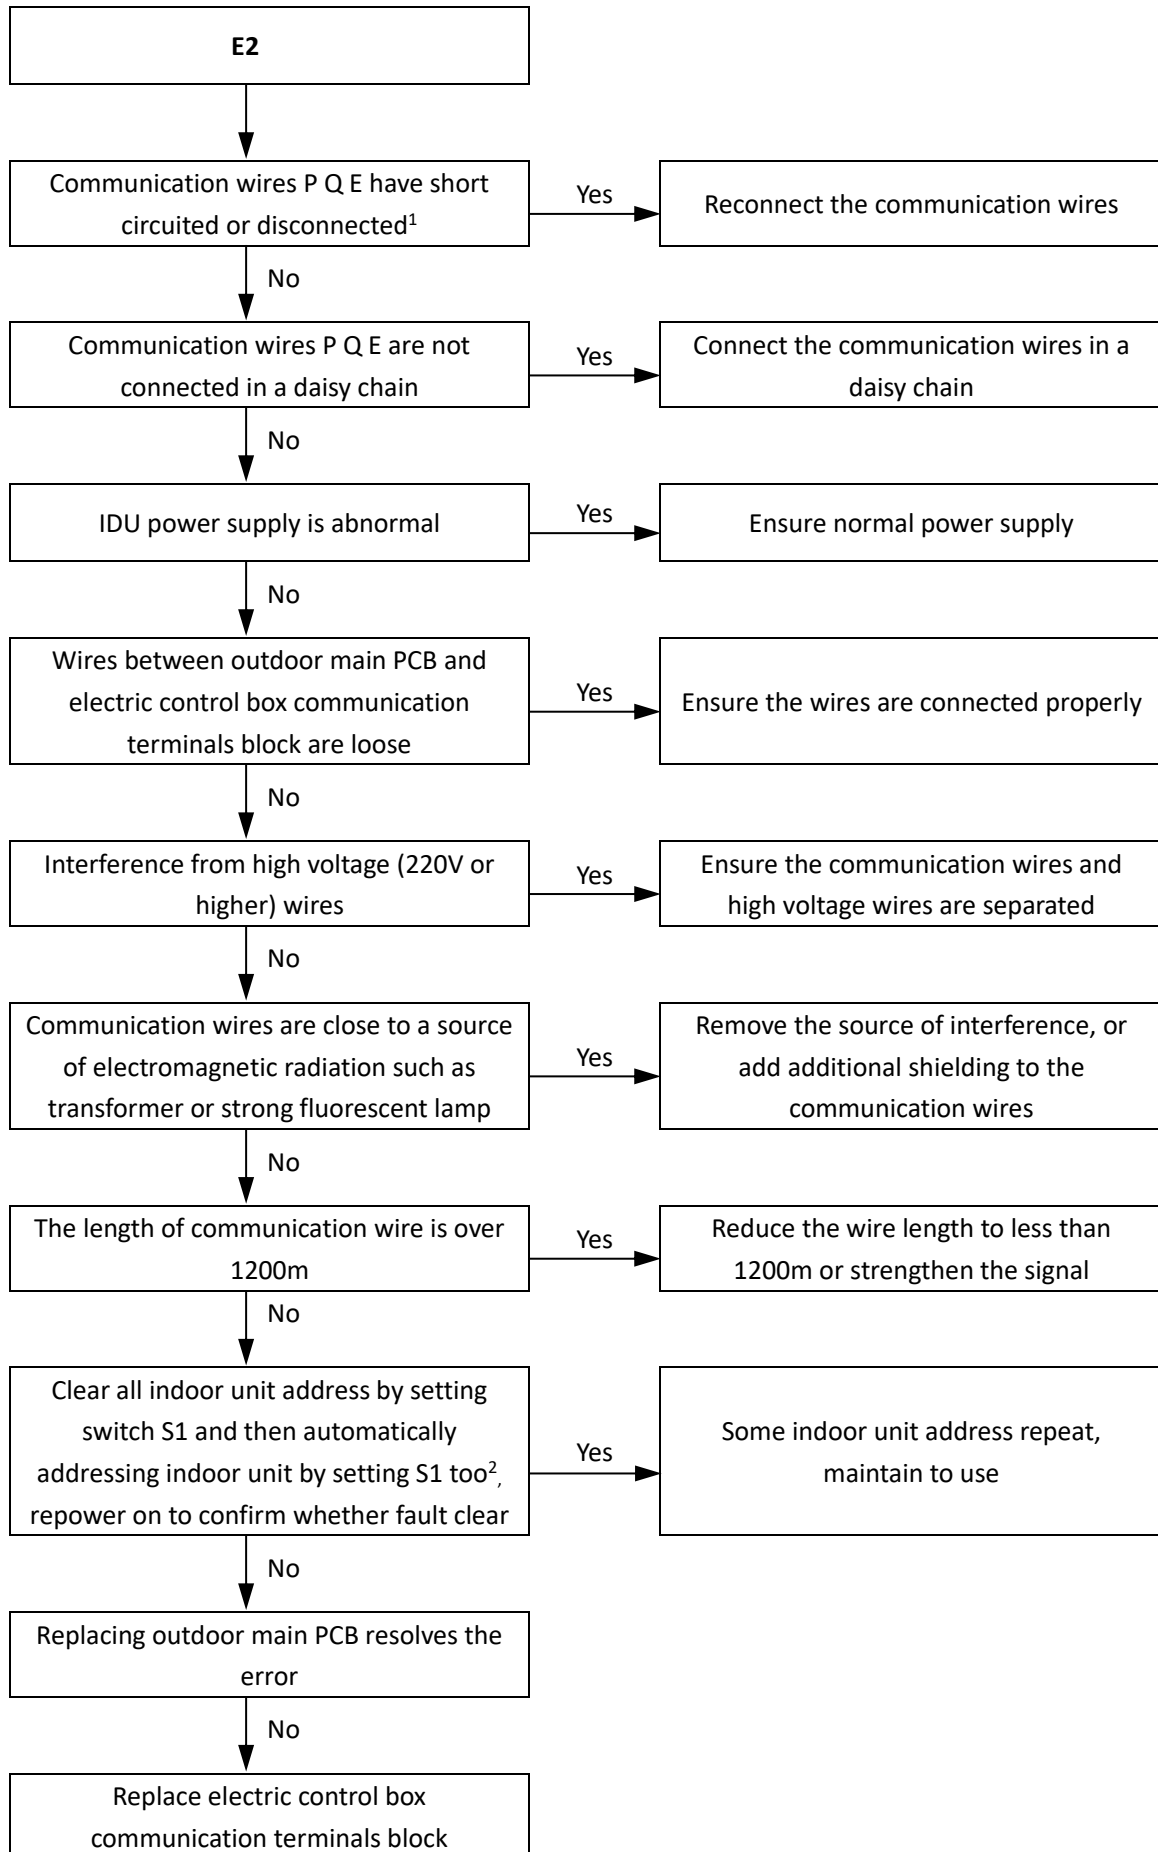 E2
Communication wires P Q E have short
circuited or disconnected¹
Yes
Reconnect the communication wires
No
Communication wires P Q E are not
connected in a daisy chain
Yes
Connect the communication wires in a
daisy chain
No
IDU power supply is abnormal
Yes
Ensure normal power supply
No
Wires between outdoor main PCB and
electric control box communication
terminals block are loose
Yes
Ensure the wires are connected properly
No
Interference from high voltage (220V or
higher) wires
Yes
Ensure the communication wires and
high voltage wires are separated
No
Communication wires are close to a source
of electromagnetic radiation such as
transformer or strong fluorescent lamp
Yes
Remove the source of interference, or
add additional shielding to the
communication wires
No
The length of communication wire is over
1200m
Yes
Reduce the wire length to less than
1200m or strengthen the signal
No
Clear all indoor unit address by setting
switch S1 and then automatically
addressing indoor unit by setting S1 too²,
repower on to confirm whether fault clear
Yes
Some indoor unit address repeat,
maintain to use
No
Replacing outdoor main PCB resolves the
error
No
Replace electric control box
communication terminals block